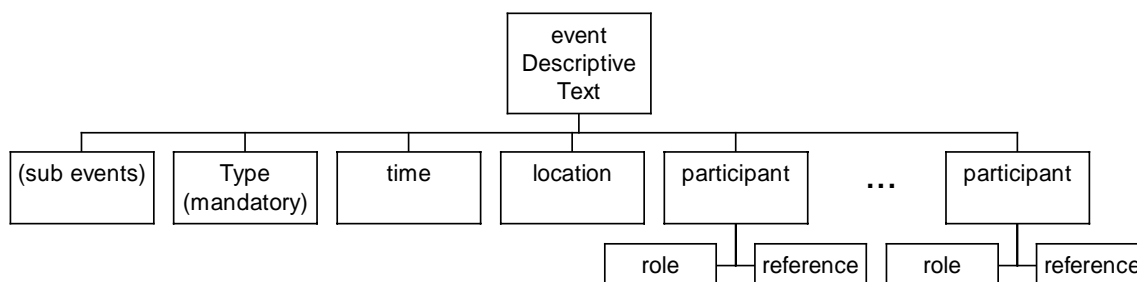 event
Descriptive
Text
(sub events)
Type
(mandatory)
time
location
participant
...
participant
role
reference
role
reference